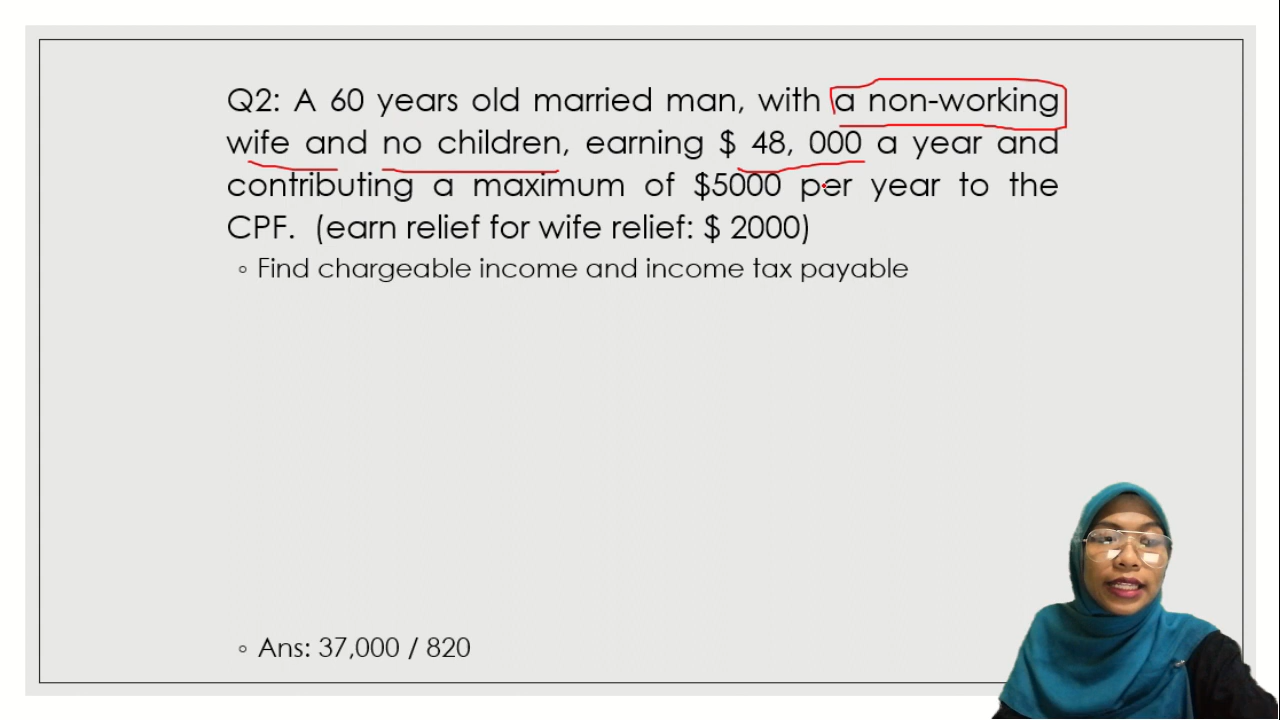 Q2: A 60 years old married man, with a non-working
wife and no children, earning $ 48, 000 a year and
contributing a maximum of $5000 per year to the
CPF. (earn relief for wife relief: $ 2000)
◦ Find chargeable income and income tax payable
◦ Ans: 37,000 / 820